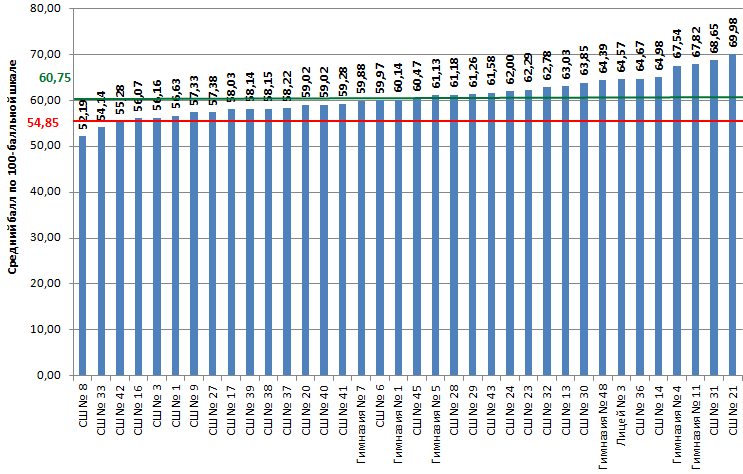 Средний балл по 100-балльной шкале
80,00
70,00
60,00
50,00
40,00
30,00
20,00
10,00
0,00
60,75
54,85
52,19
54,14
55,28
56,07
56,16
56,63
57,33
57,38
58,03
58,14
58,15
58,22
59,02
59,02
59,28
59,88
59,97
60,14
60,47
61,13
61,18
61,26
61,58
62,00
62,29
62,78
63,03
63,85
64,39
64,57
64,67
64,98
67,54
67,82
68,65
69,98
СШ № 8
СШ № 33
СШ № 42
СШ № 16
СШ № 3
СШ № 1
СШ № 9
СШ № 27
СШ № 17
СШ № 39
СШ № 38
СШ № 37
СШ № 20
СШ № 40
СШ № 41
Гимназия № 7
СШ № 6
Гимназия № 1
СШ № 45
Гимназия № 5
СШ № 28
СШ № 29
СШ № 43
СШ № 24
СШ № 23
СШ № 32
СШ № 13
СШ № 30
Гимназия № 48
Лицей № 3
СШ № 36
СШ № 14
Гимназия № 4
Гимназия № 11
СШ № 31
СШ № 21